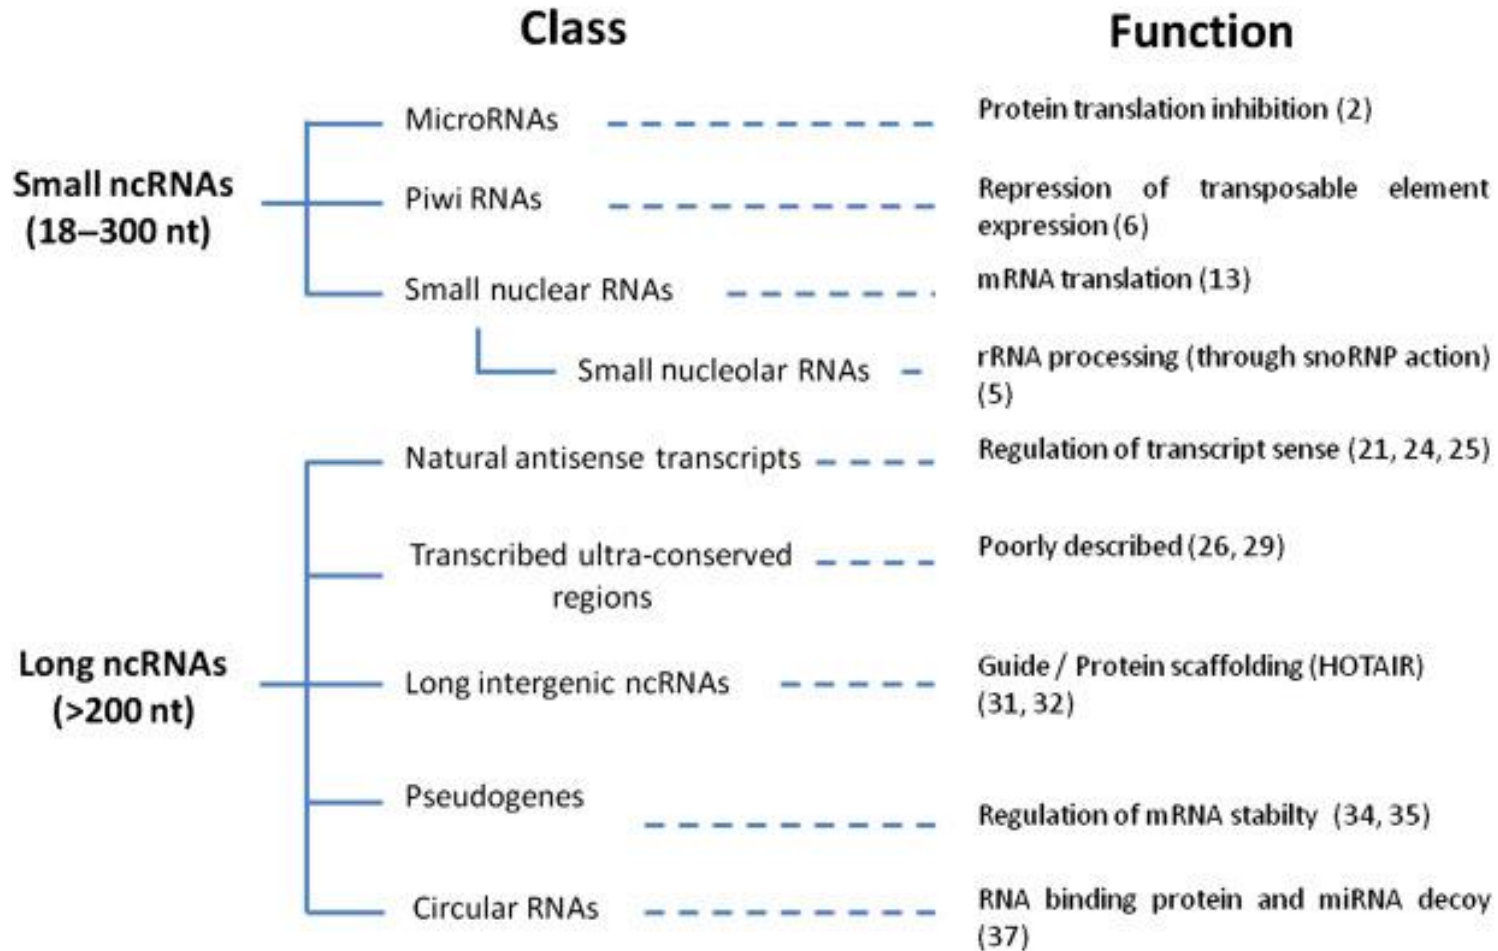 Class
Function
Small ncRNAs
(18–300 nt)
MicroRNAs
Protein translation inhibition (2)
Piwi RNAs
Repression of transposable element
expression (6)
Small nuclear RNAs
mRNA translation (13)
Small nucleolar RNAs
rRNA processing (through snoRNP action)
(5)
Long ncRNAs
(>200 nt)
Natural antisense transcripts
Regulation of transcript sense (21, 24, 25)
Transcribed ultra-conserved
regions
Poorly described (26, 29)
Long intergenic ncRNAs
Guide / Protein scaffolding (HOTAIR)
(31, 32)
Pseudogenes
Regulation of mRNA stabilty (34, 35)
Circular RNAs
RNA binding protein and miRNA decoy
(37)